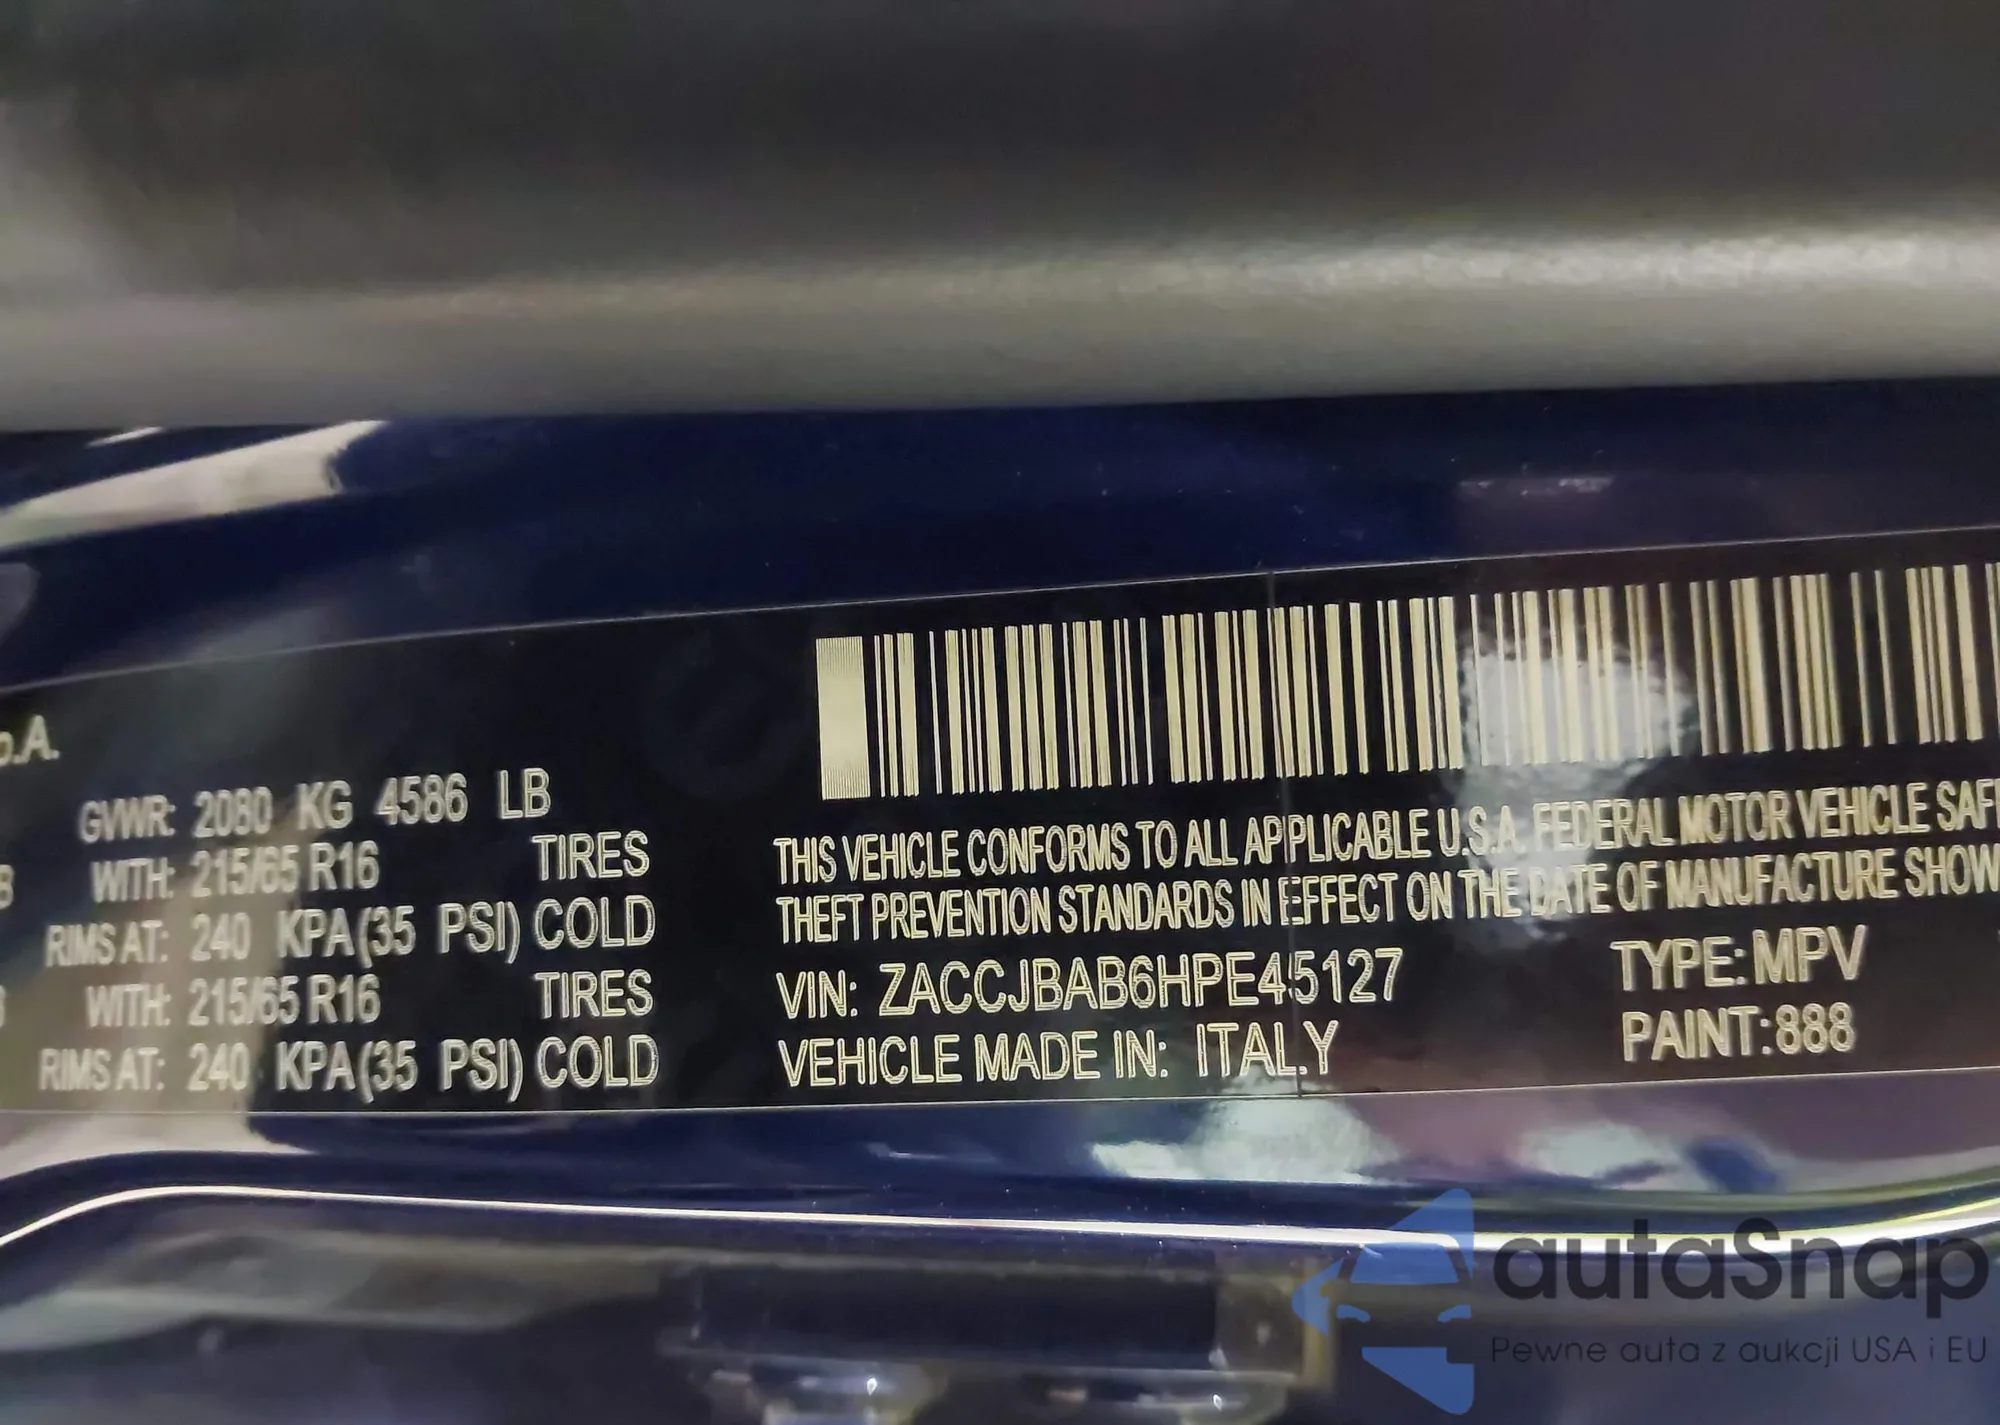 p.A.
GVWR: 2080 KG 4586 LB
WITH: 215/65 R16 TIRES
RIMS AT: 240 KPA(35 PSI) COLD
WITH: 215/65 R16 TIRES
RIMS AT: 240 KPA(35 PSI) COLD
THIS VEHICLE CONFORMS TO ALL APPLICABLE U.S.A. FEDERAL MOTOR VEHICLE SAF
THEFT PREVENTION STANDARDS IN EFFECT ON THE DATE OF MANUFACTURE SHOW
VIN: ZACCJBAB6HPE45127 TYPE: MPV
VEHICLE MADE IN: ITALY PAINT: 888
autaSnap
Pewne auta z aukcji USA i EU